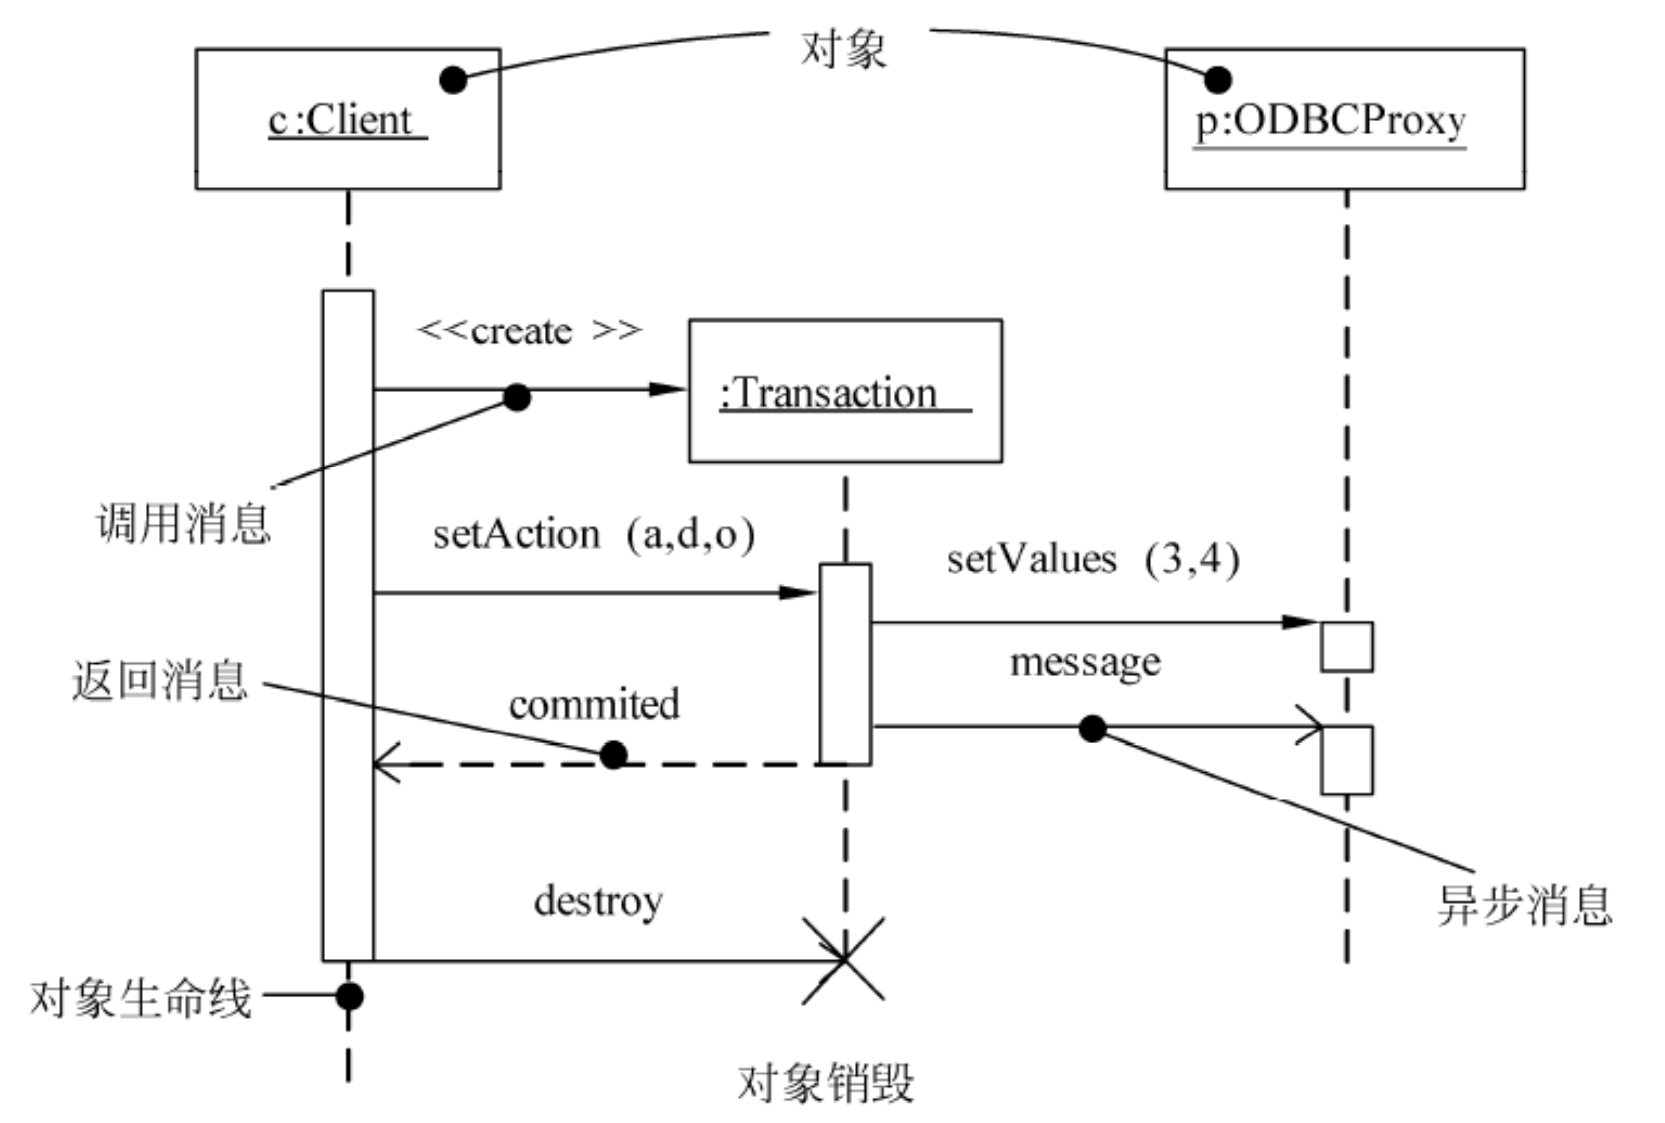 对象
c:Client
p:ODBCProxy
<<create >>
:Transaction
调用消息
setAction (a,d,o)
setValues (3,4)
message
返回消息
commited
destroy
异步消息
对象生命线
对象销毁